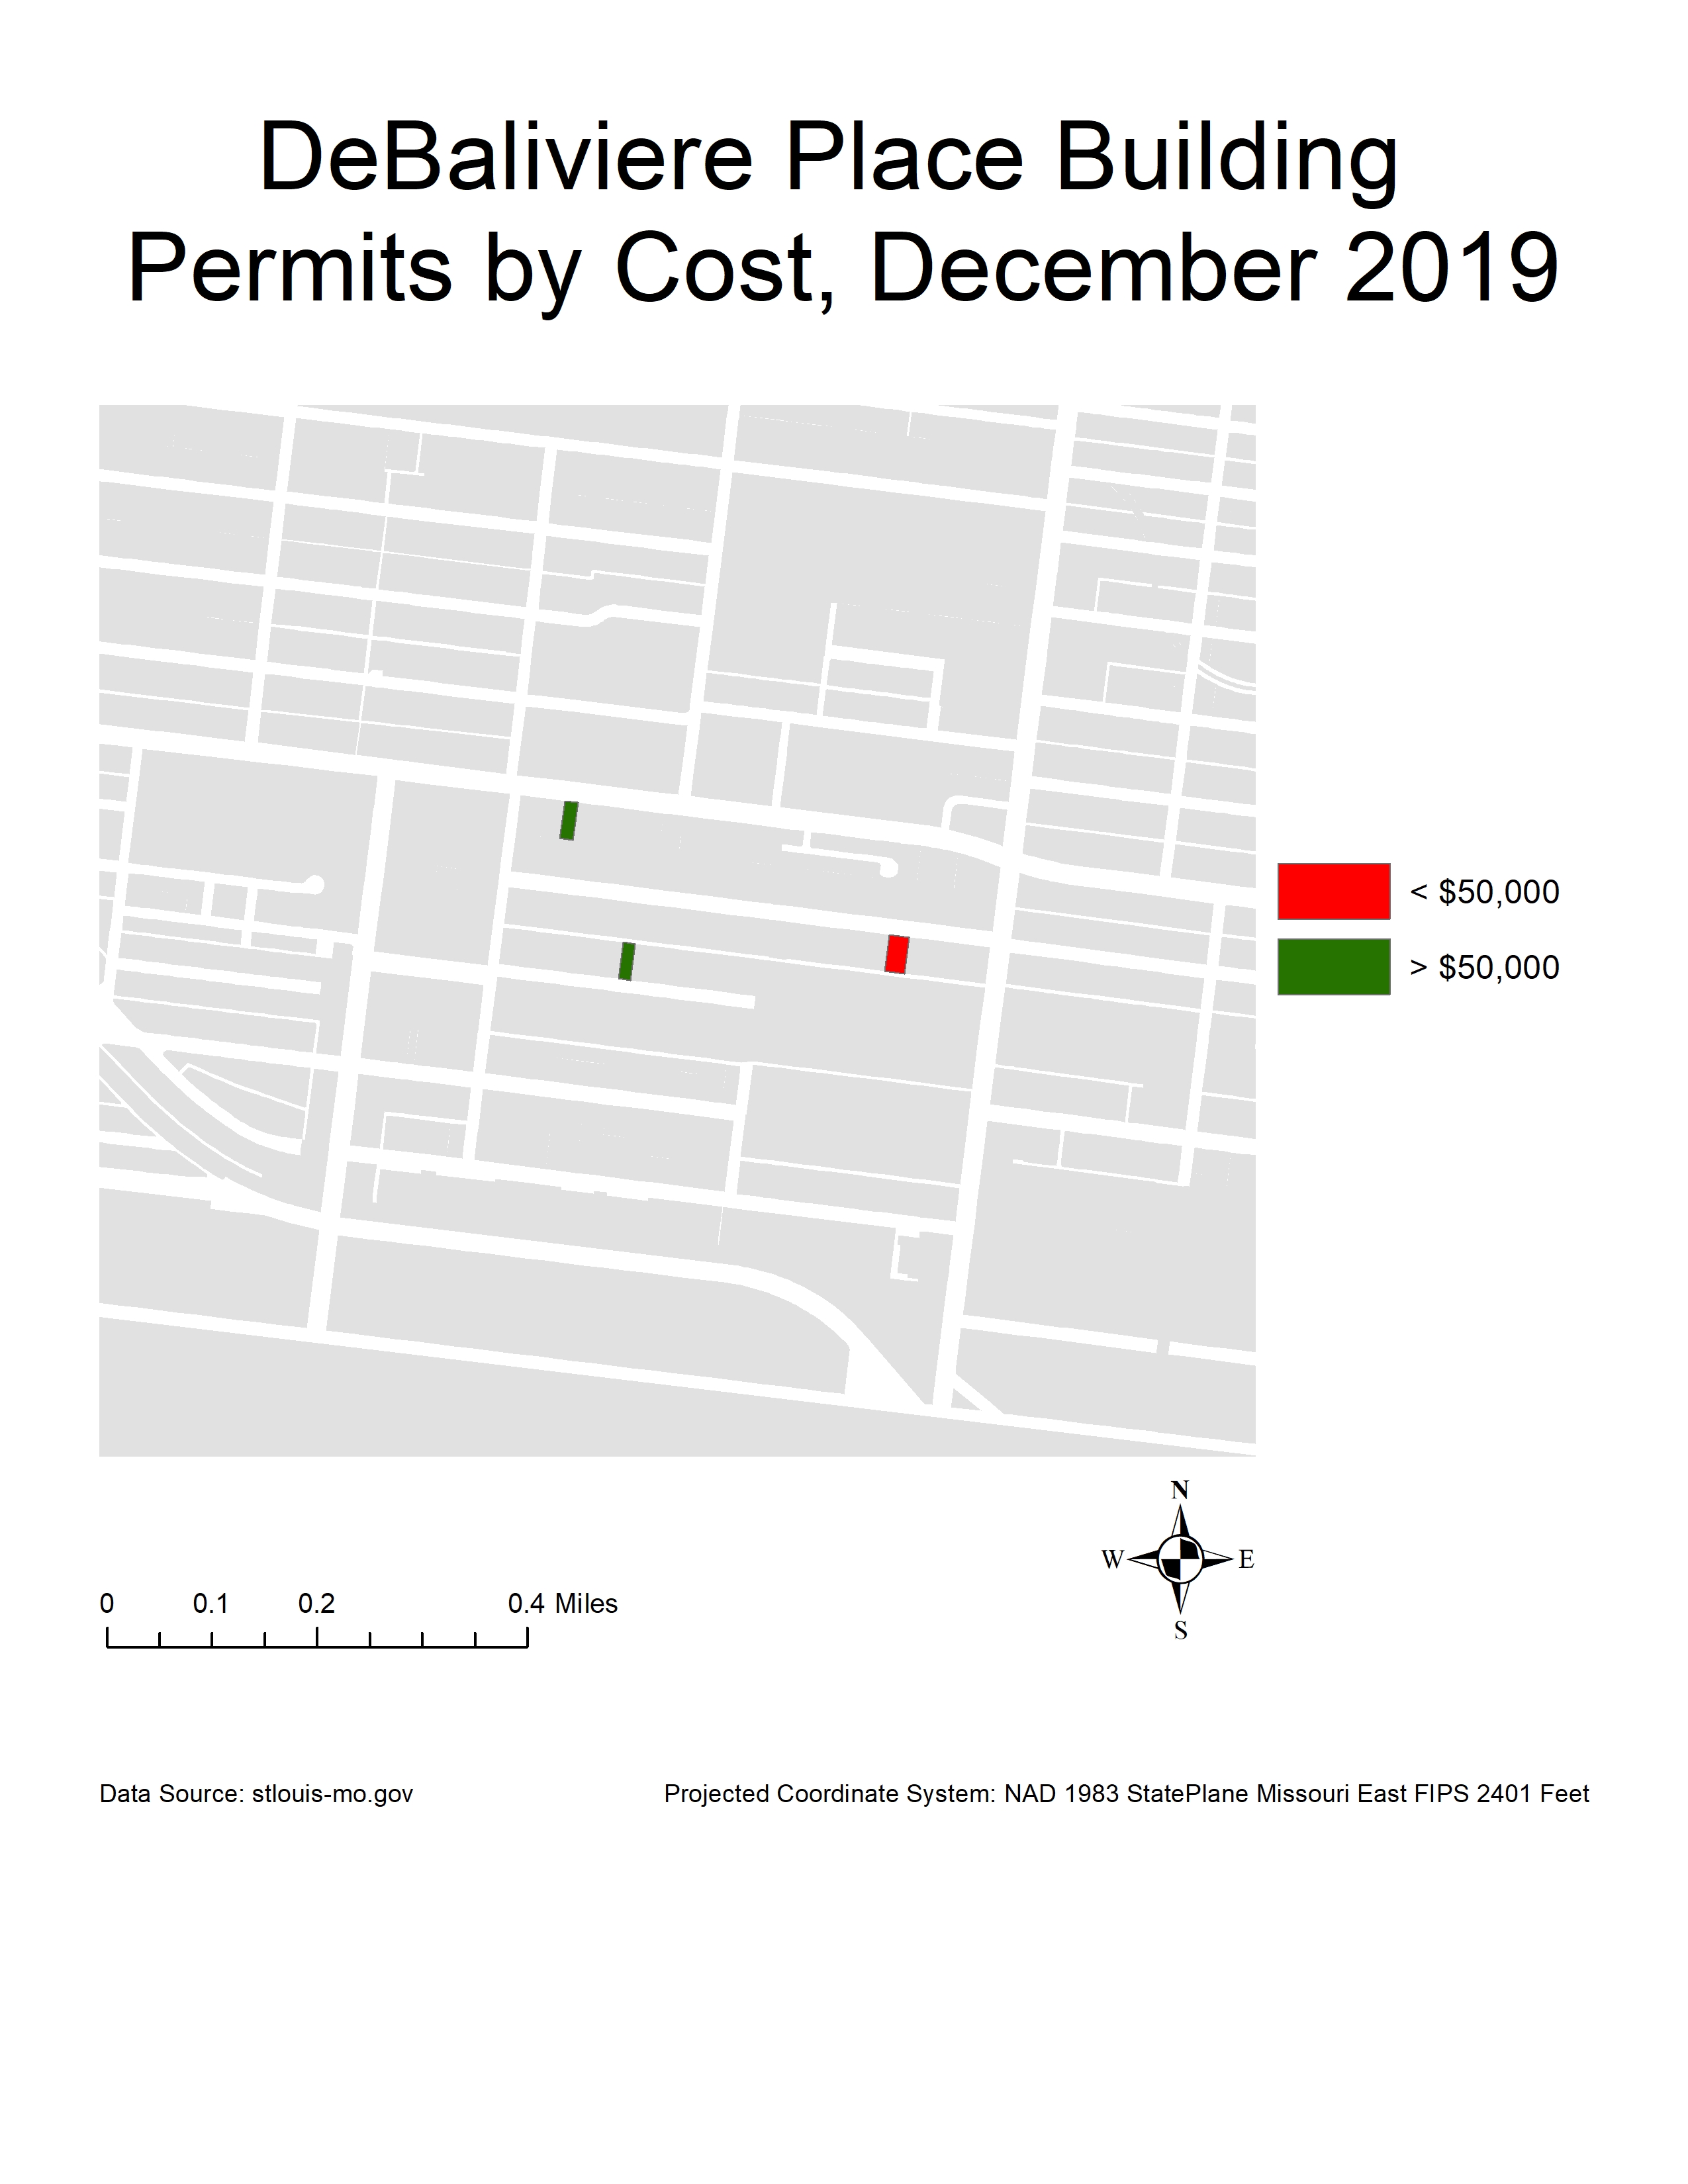 DeBaliviere Place Building
Permits by Cost, December 2019
< $50,000
> $50,000
N
W E
S
0 0.1 0.2 0.4 Miles
Data Source: stlouis-mo.gov
Projected Coordinate System: NAD 1983 StatePlane Missouri East FIPS 2401 Feet